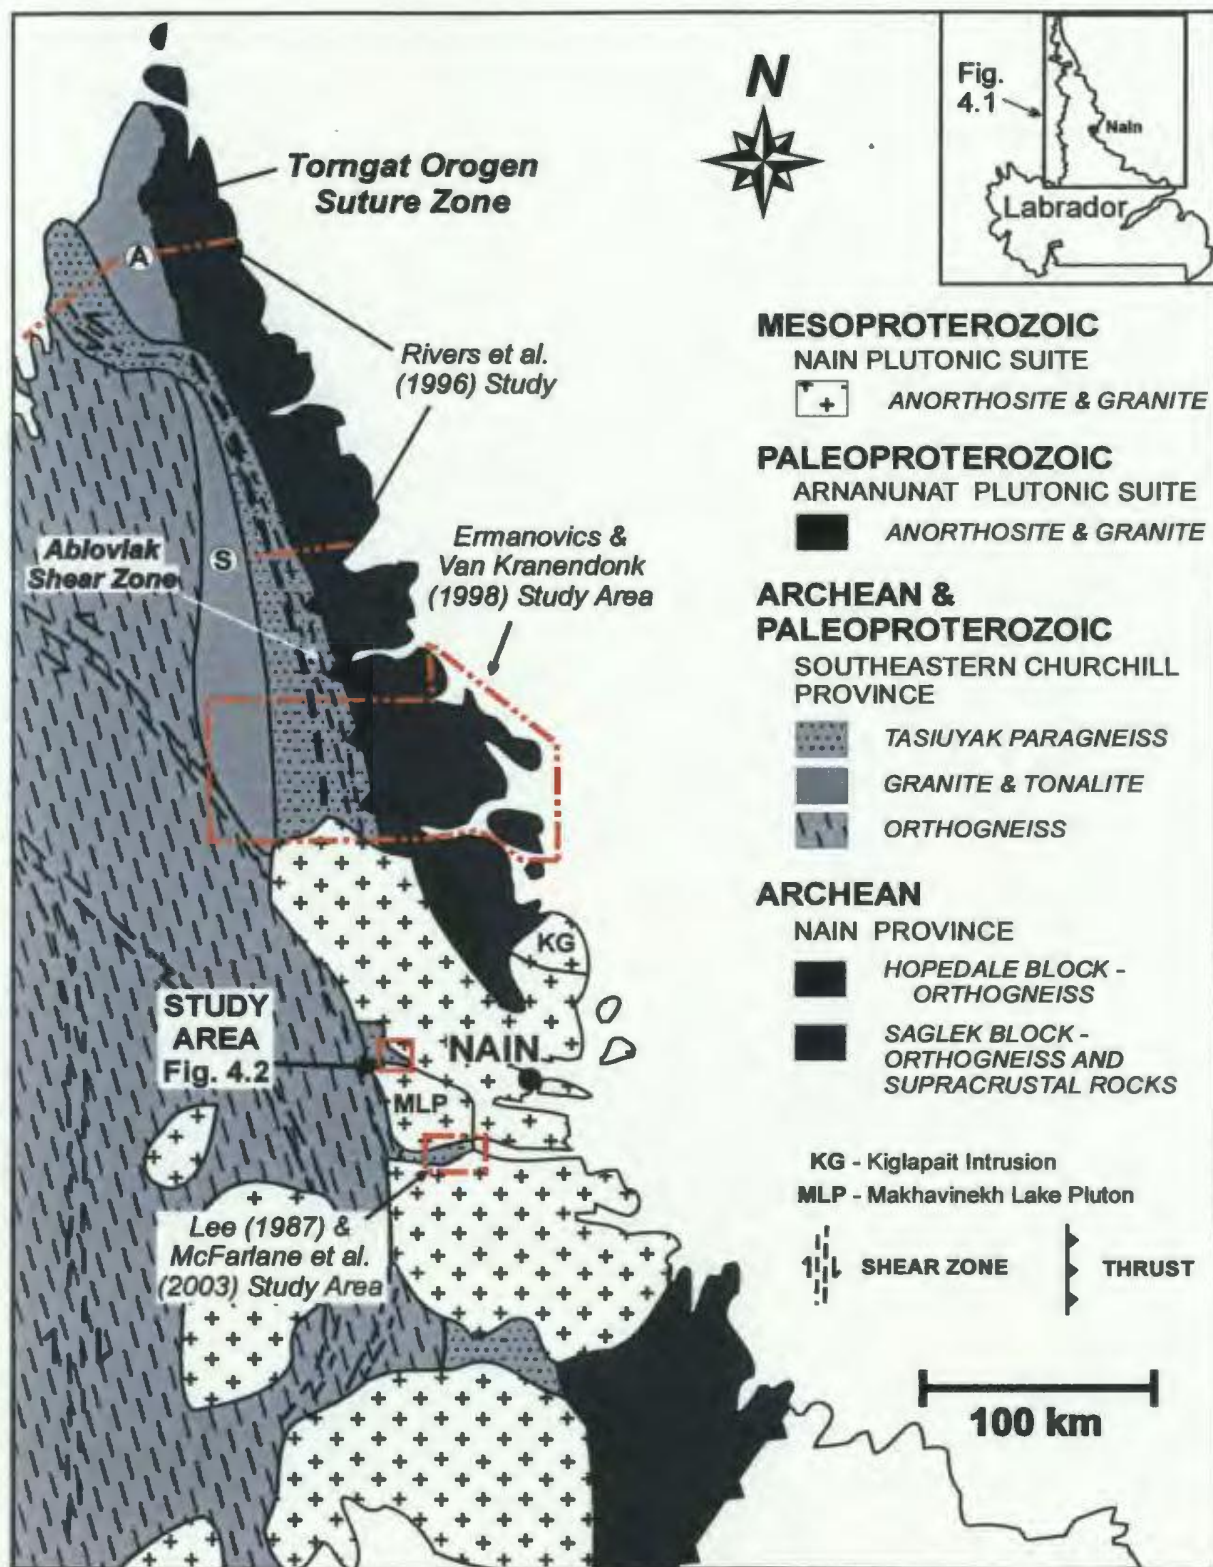 N
Fig.
4.1
Nain
Labrador
Torngat Orogen
Suture Zone
A
Rivers et al.
(1996) Study
Abloviak
Shear Zone
S
Ermanovics &
Van Kranendonk
(1998) Study Area
KG
STUDY
AREA
Fig. 4.2
NAIN
MLP
Lee (1987) &
McFarlane et al.
(2003) Study Area
MESOPROTEROZOIC
NAIN PLUTONIC SUITE
ANORTHOSITE & GRANITE
PALEOPROTEROZOIC
ARNANUNAT PLUTONIC SUITE
ANORTHOSITE & GRANITE
ARCHEAN &
PALEOPROTEROZOIC
SOUTHEASTERN CHURCHILL
PROVINCE
TASIUYAK PARAGNEISS
GRANITE & TONALITE
ORTHOGNEISS
ARCHEAN
NAIN PROVINCE
HOPEDALE BLOCK -
ORTHOGNEISS
SAGLEK BLOCK -
ORTHOGNEISS AND
SUPRACRUSTAL ROCKS
KG - Kiglapait Intrusion
MLP - Makhavinekh Lake Pluton
SHEAR ZONE
THRUST
100 km